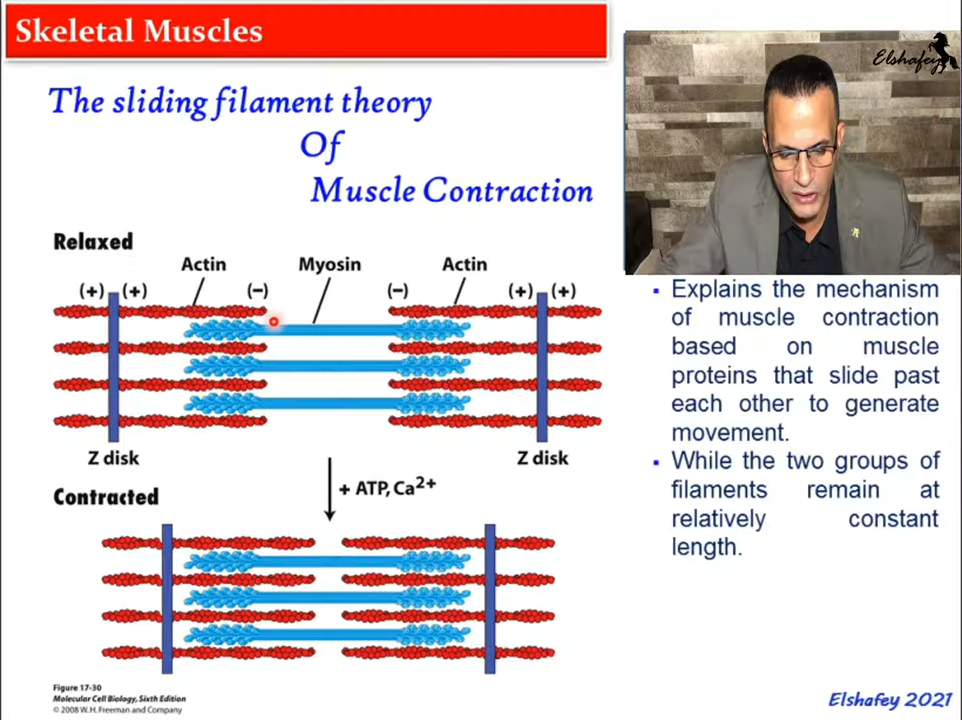 Skeletal Muscles
Elshafey
The sliding filament theory
Of
Muscle Contraction
Relaxed
Actin
Myosin
Actin
(+)
(+)
(−)
(−)
(+)
(+)
Z disk
Z disk
+ ATP, Ca2+
Contracted
Explains the mechanism
of muscle contraction
based on muscle
proteins that slide past
each other to generate
movement.
While the two groups of
filaments remain at
relatively constant
length.
Figure 17-30
Molecular Cell Biology, Sixth Edition
© 2008 W. H. Freeman and Company
Elshafey 2021